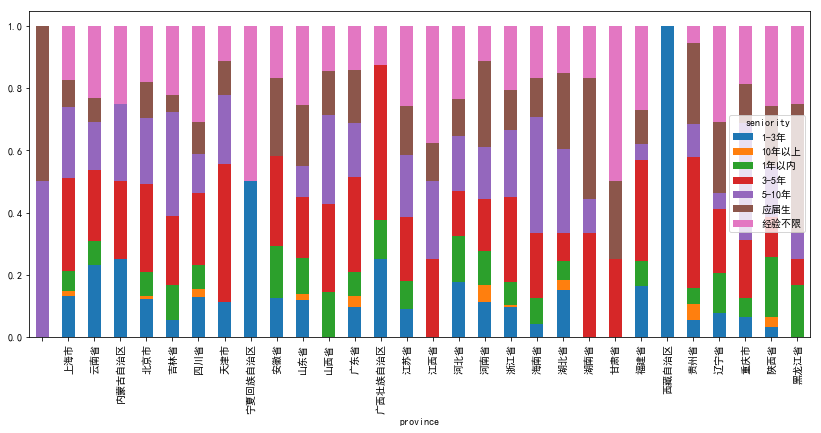 1.0
0.8
0.6
0.4
0.2
0.0
seniority
1-3年
10年以上
1年以内
3-5年
5-10年
应届生
经验不限
上海市
云南省
内蒙古自治区
北京市
吉林省
四川省
天津市
宁夏回族自治区
安徽省
山东省
山西省
广东省
广西壮族自治区
江苏省
江西省
河北省
河南省
浙江省
海南省
湖北省
湖南省
甘肃省
福建省
西藏自治区
贵州省
辽宁省
重庆市
陕西省
黑龙江省
province